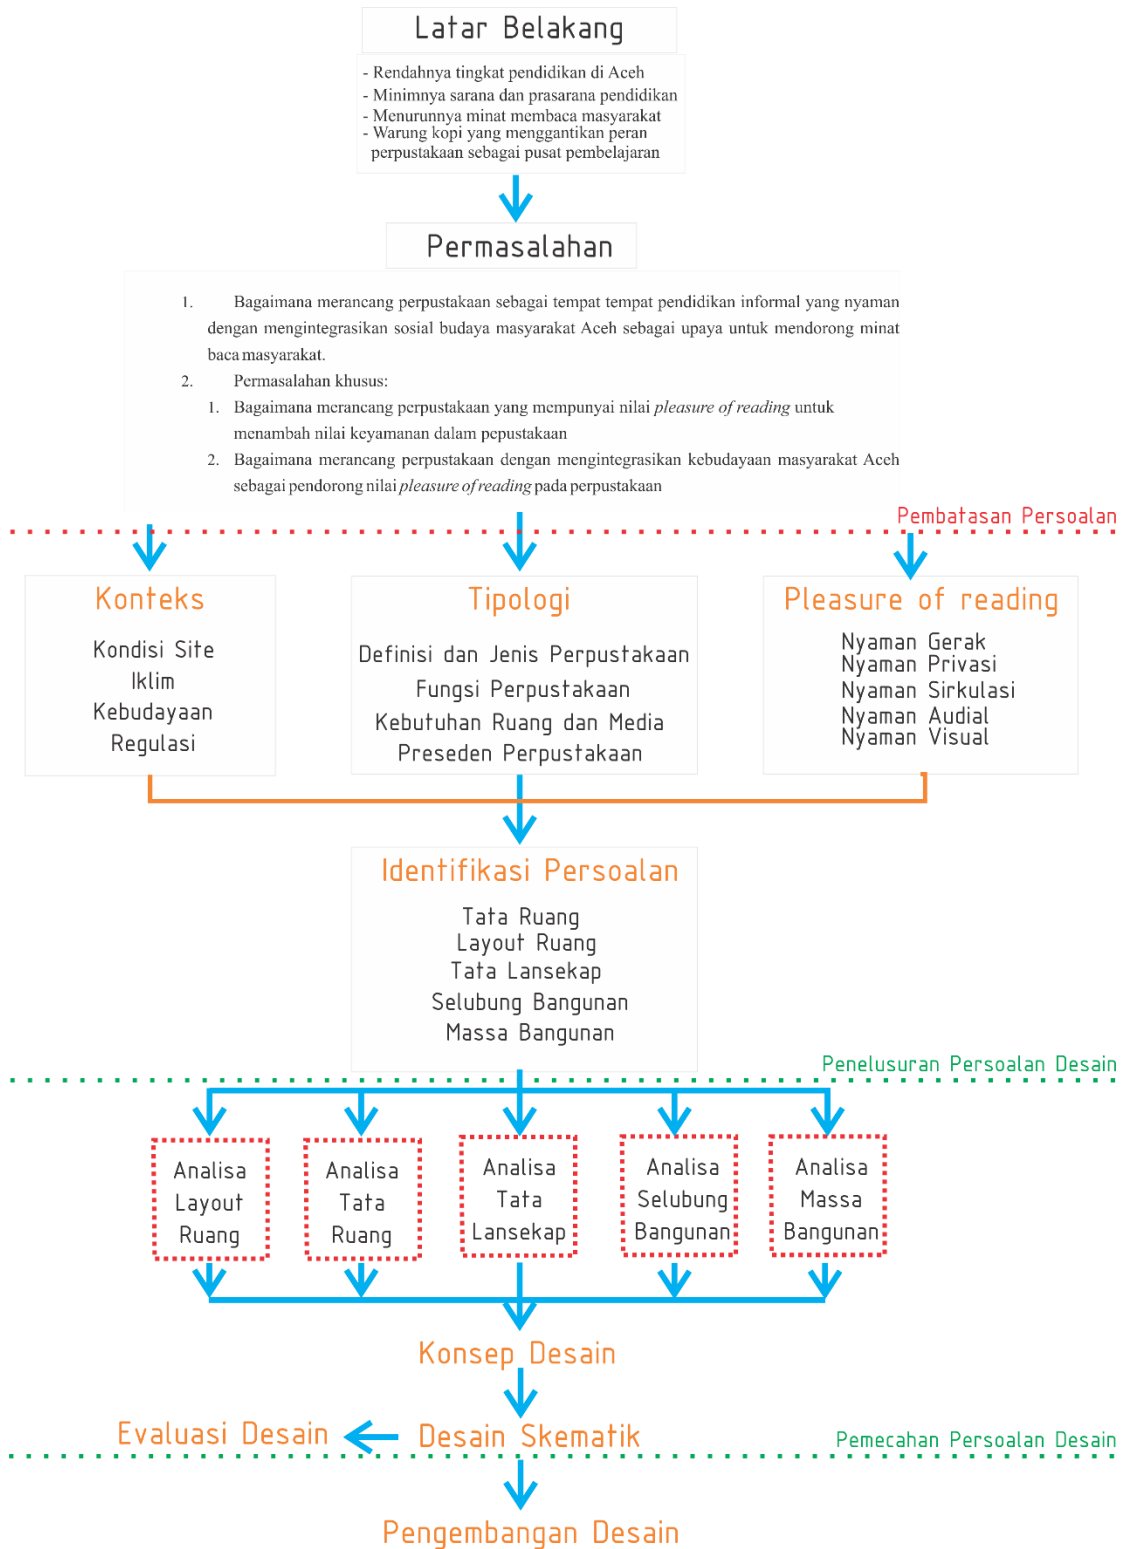 Latar Belakang
- Rendahnya tingkat pendidikan di Aceh
- Minimnya sarana dan prasarana pendidikan
- Menurunnya minat membaca masyarakat
- Warung kopi yang menggantikan peran
perpustakaan sebagai pusat pembelajaran
Permasalahan
1. Bagaimana merancang perpustakaan sebagai tempat tempat pendidikan informal yang nyaman
dengan mengintegrasikan sosial budaya masyarakat Aceh sebagai upaya untuk mendorong minat
baca masyarakat.
2. Permasalahan khusus:
1. Bagaimana merancang perpustakaan yang mempunyai nilai pleasure of reading untuk
menambah nilai keyamanan dalam pepustakaan
2. Bagaimana merancang perpustakaan dengan mengintegrasikan kebudayaan masyarakat Aceh
sebagai pendorong nilai pleasure of reading pada perpustakaan
Pembatasan Persoalan
Konteks
Kondisi Site
Iklim
Kebudayaan
Regulasi
Tipologi
Definisi dan Jenis Perpustakaan
Fungsi Perpustakaan
Kebutuhan Ruang dan Media
Preseden Perpustakaan
Pleasure of reading
Nyaman Gerak
Nyaman Privasi
Nyaman Sirkulasi
Nyaman Audial
Nyaman Visual
Identifikasi Persoalan
Tata Ruang
Layout Ruang
Tata Lansekap
Selubung Bangunan
Massa Bangunan
Penelusuran Persoalan Desain
Analisa
Layout
Ruang
Analisa
Tata
Ruang
Analisa
Tata
Lansekap
Analisa
Selubung
Bangunan
Analisa
Massa
Bangunan
Konsep Desain
Evaluasi Desain
Desain Skematik
Pemecahan Persoalan Desain
Pengembangan Desain